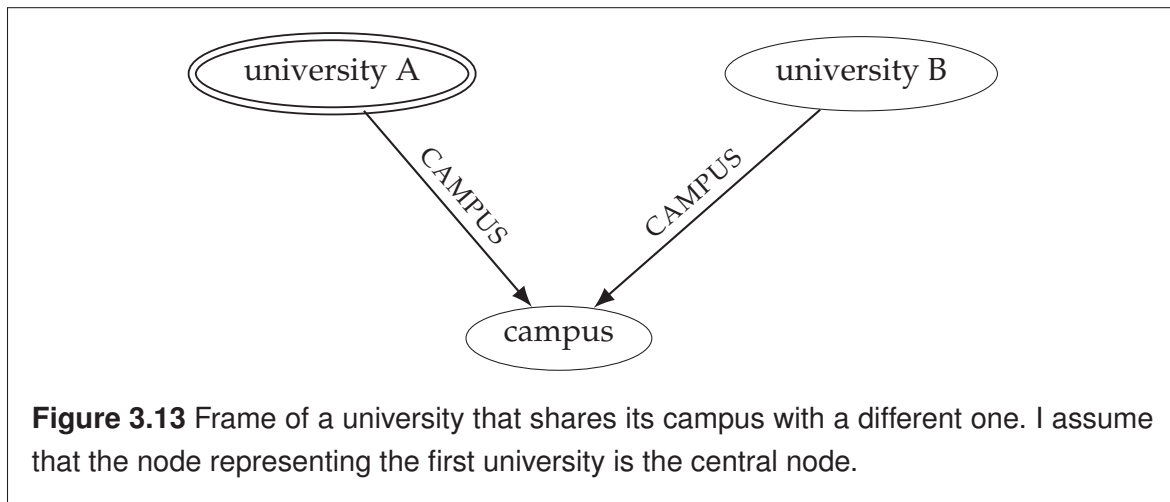 university A
university B
CAMPUS
CAMPUS
campus
Figure 3.13 Frame of a university that shares its campus with a different one. I assume
that the node representing the first university is the central node.